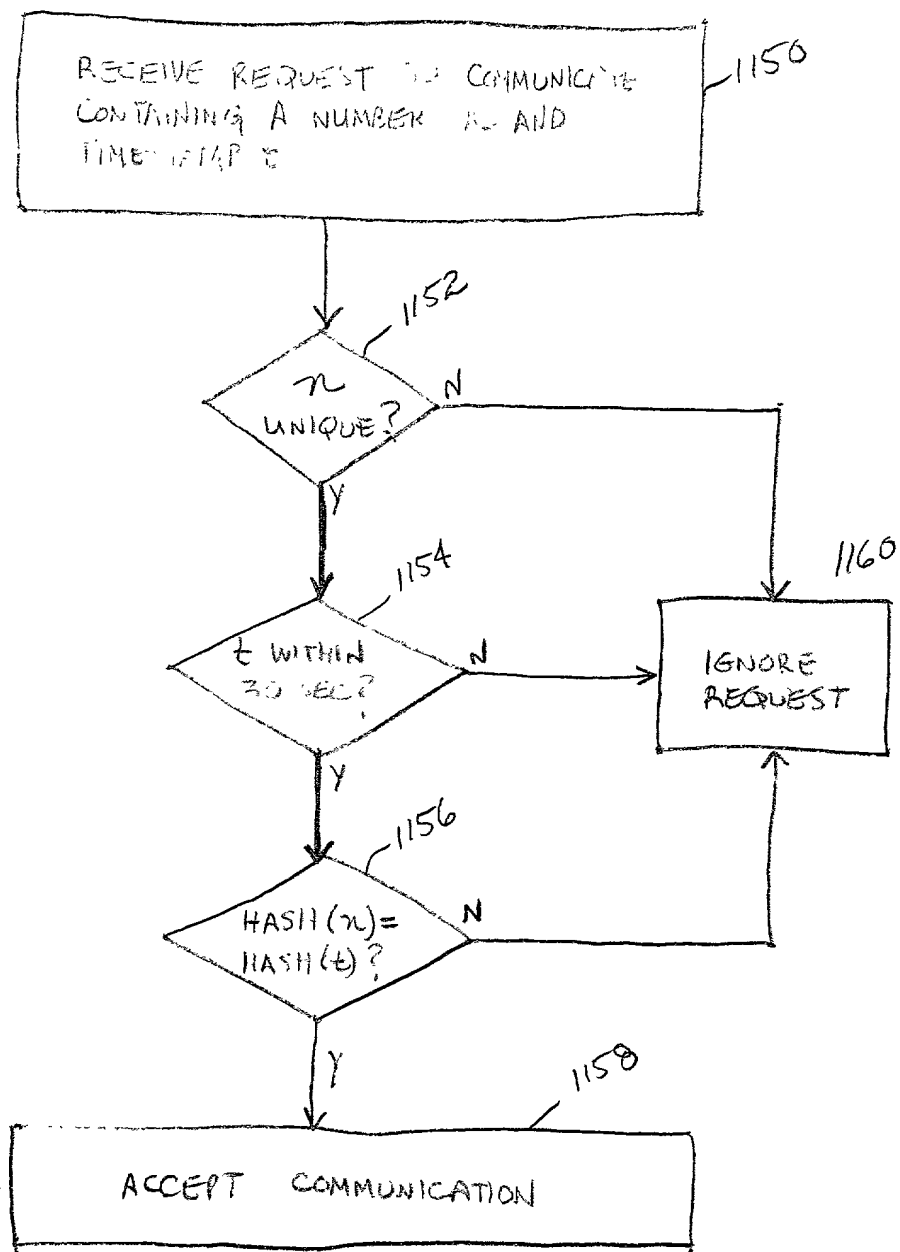 RECEIVE REQUEST TO COMMUNICATE
CONTAINING A NUMBER AND
TIME t
1150
1152
n
UNIQUE?
N
Y
1154
t WITHIN
30 SEC?
N
Y
1160
IGNORE
REQUEST
1156
HASH(n)=
HASH(t)?
N
Y
1158
ACCEPT COMMUNICATION